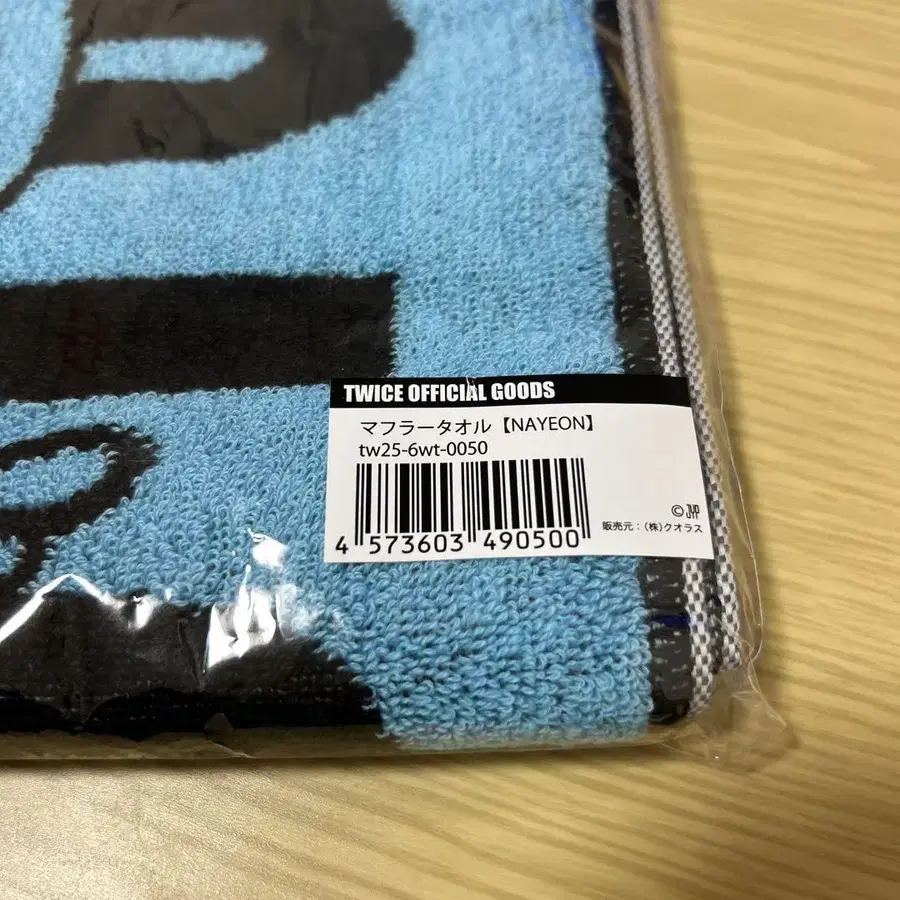 TWICE OFFICIAL GOODS
マフラータオル【NAYEON】
tw25-6wt-0050
4 573603 490500
© JYP
販売元：(株)クオラス